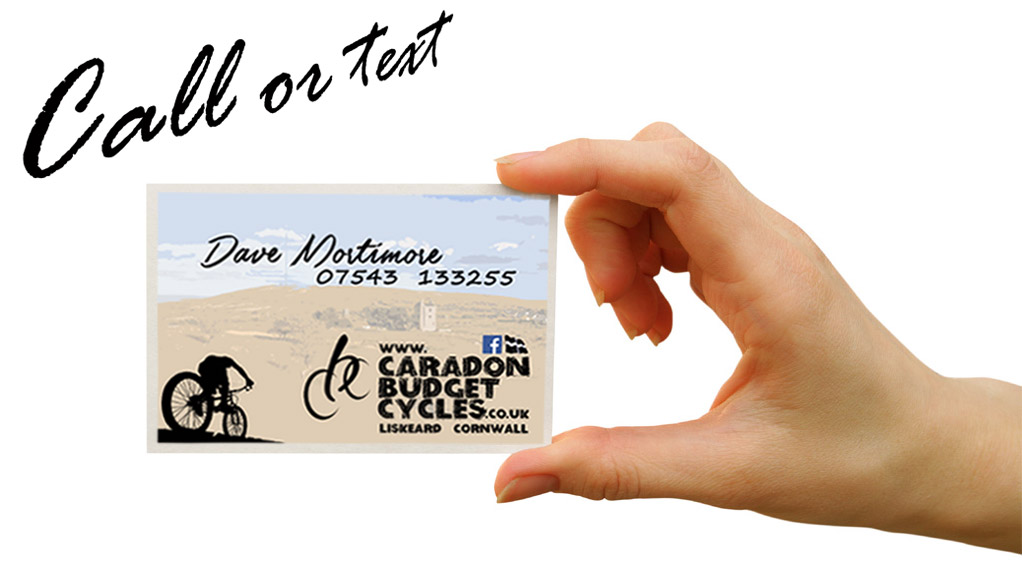 Call or text
Dave Mortimore
07543 133255
www.
CARADON
BUDGET
CYCLES.CO.UK
LISKEARD CORNWALL